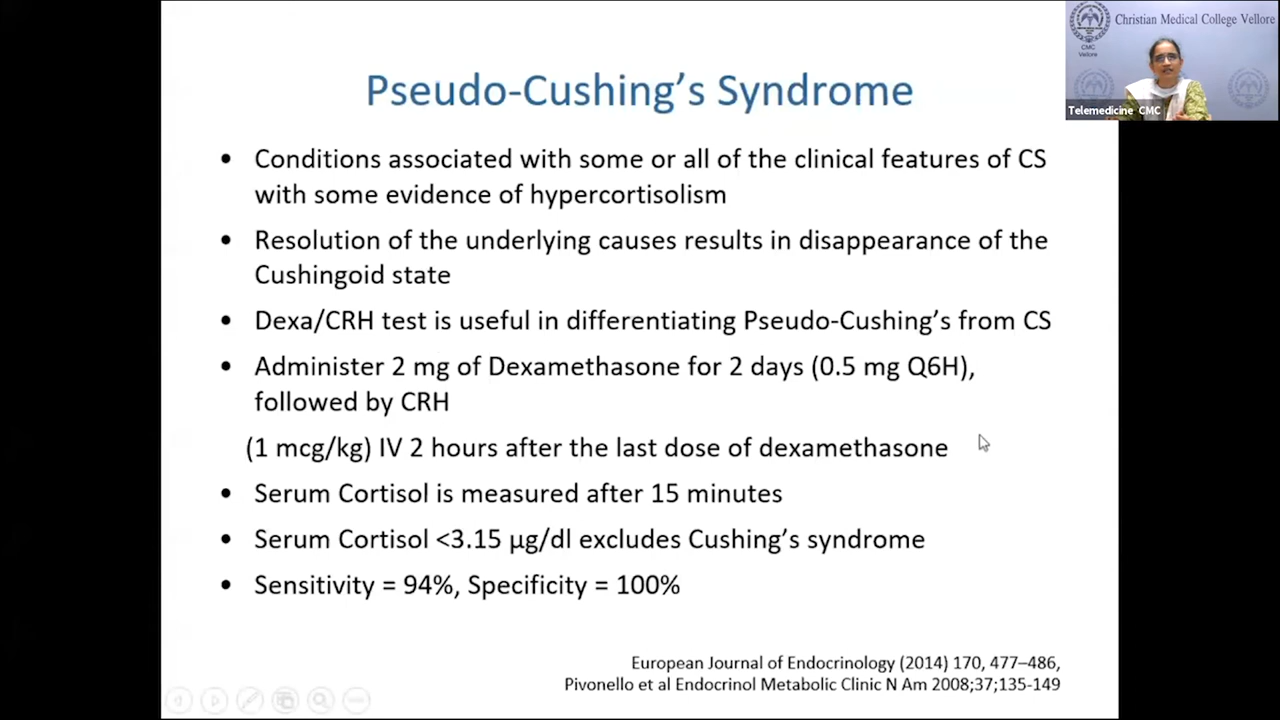 Christian Medical College Vellore
CMC
Vellore
Telemedicine CMC
Pseudo-Cushing's Syndrome
• Conditions associated with some or all of the clinical features of CS
with some evidence of hypercortisolism
• Resolution of the underlying causes results in disappearance of the
Cushingoid state
• Dexa/CRH test is useful in differentiating Pseudo-Cushing's from CS
• Administer 2 mg of Dexamethasone for 2 days (0.5 mg Q6H),
followed by CRH
(1 mcg/kg) IV 2 hours after the last dose of dexamethasone
• Serum Cortisol is measured after 15 minutes
• Serum Cortisol <3.15 µg/dl excludes Cushing's syndrome
• Sensitivity = 94%, Specificity = 100%
European Journal of Endocrinology (2014) 170, 477–486,
Pivonello et al Endocrinol Metabolic Clinic N Am 2008;37;135-149